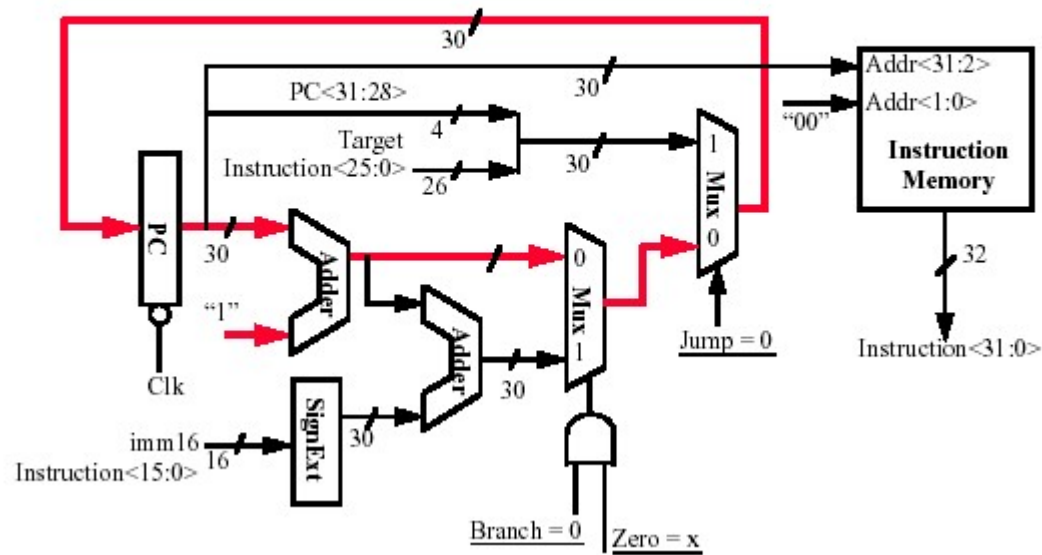 30
30
Addr<31:2>
PC<31:28>
Addr<1:0>
"00"
4
Target
30
1
Instruction
Instruction<25:0>
26
Mux
Memory
PC
30
Adder
0
0
32
"1"
Mux
Adder
1
Jump = 0
Instruction<31:0>
Clk
30
SignExt
30
imm16
16
Instruction<15:0>
Branch = 0
Zero = x